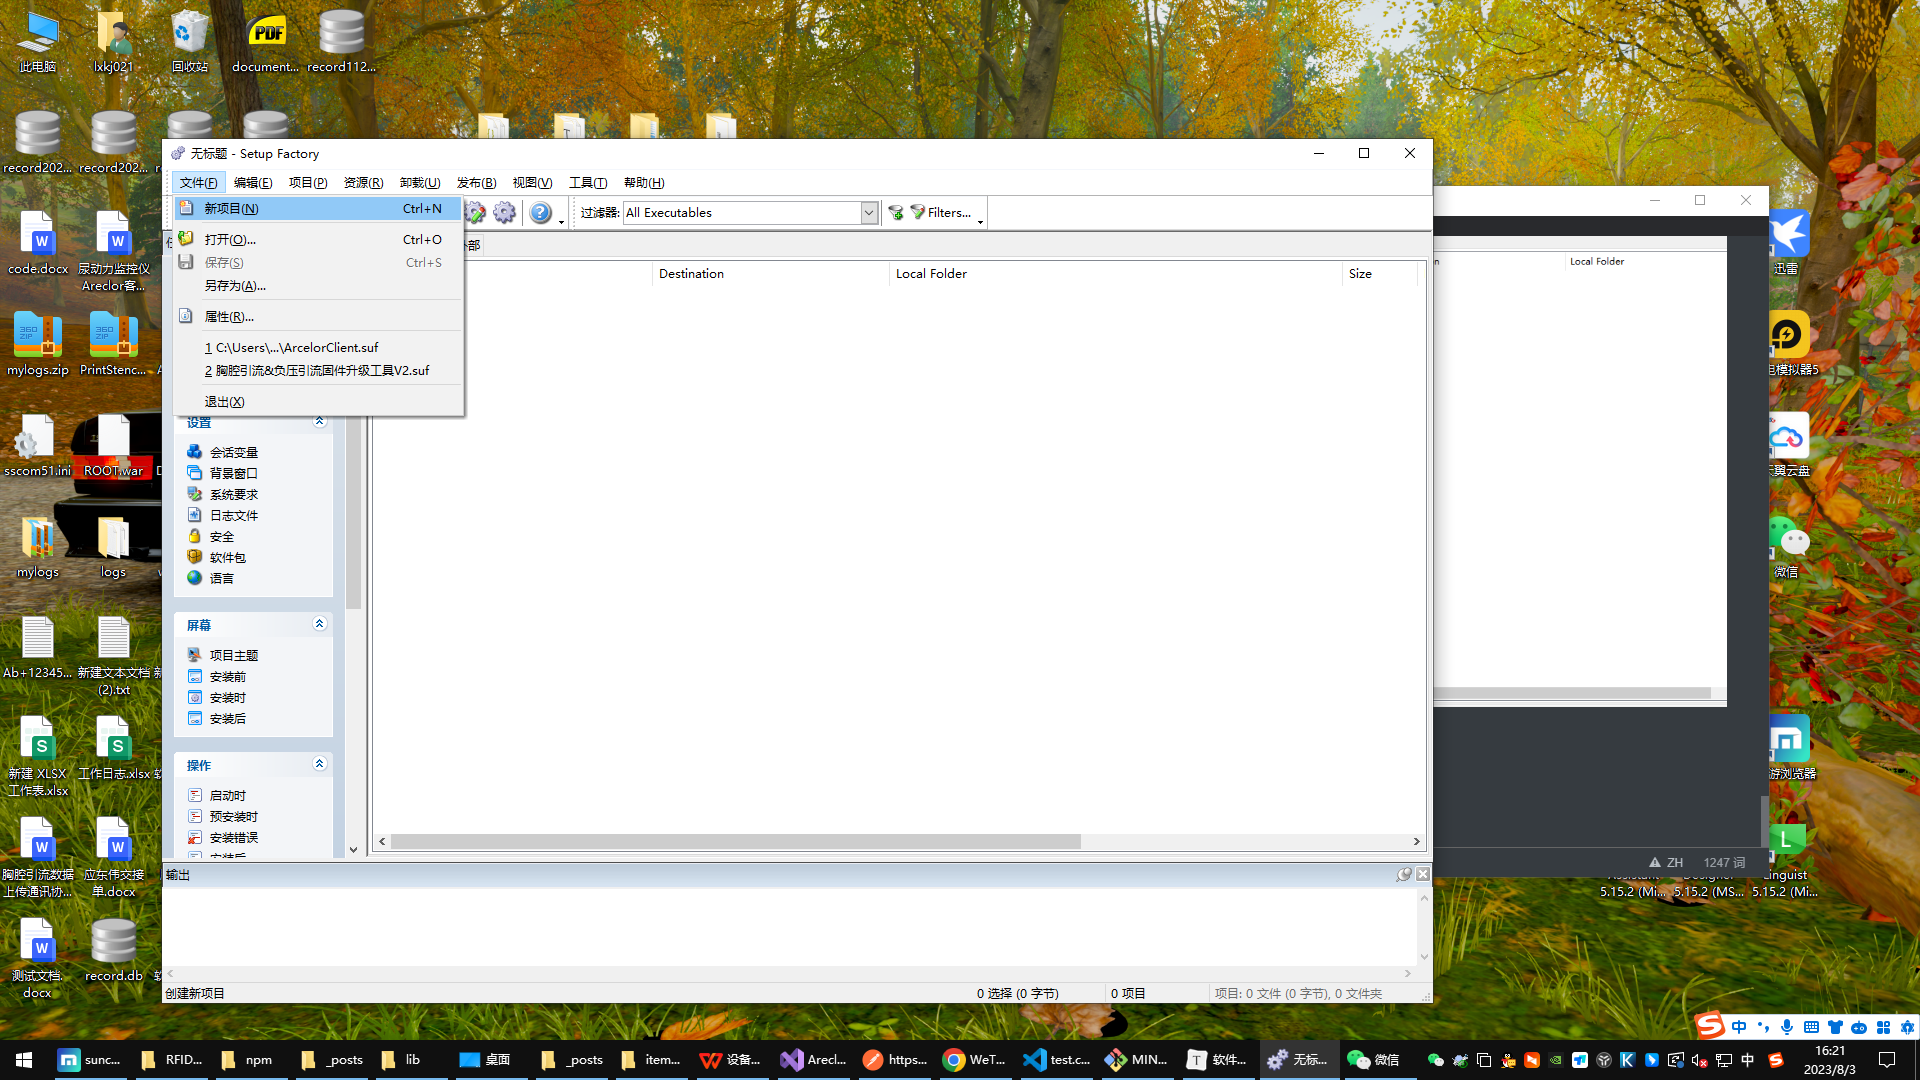 此电脑
lxkj021
回收站
PDF
document...
record112...
record202...
record202...
code.docx
尿动力监控仪
Areclor客...
mylogs.zip
PrintStenc...
sscom51.ini
ROOT.war
mylogs
logs
Ab+12345...
新建文本文档
(2).txt
新建 XLSX
工作表.xlsx
工作日志.xlsx
胸腔引流数据
上传通讯协...
应东伟交接
单.docx
测试文档.
docx
record.db
无标题 - Setup Factory
文件(F) 编辑(E) 项目(P) 资源(R) 卸载(U) 发布(B) 视图(V) 工具(T) 帮助(H)
过滤器: All Executables Filters...
新项目(N) Ctrl+N
打开(O)... Ctrl+O
保存(S) Ctrl+S
另存为(A)...
属性(R)...
1 C:\Users\...\ArcelorClient.suf
2 胸腔引流&负压引流固件升级工具V2.suf
退出(X)
Destination Local Folder Size
设置
会话变量
背景窗口
系统要求
日志文件
安全
软件包
语言
屏幕
项目主题
安装前
安装时
安装后
操作
启动时
预安装时
安装错误
安装后
输出
创建新项目 0 选择 (0 字节) 0 项目 项目: 0 文件 (0 字节), 0 文件夹
Local Folder
ZH 1247 词
迅雷
电模拟器5
天翼云盘
微信
游浏览器
Assistant
5.15.2 (Mi...
Designer
5.15.2 (MS...
Linguist
5.15.2 (Mi...
中
sunc... RFID... npm _posts lib 桌面 _posts item... 设备... Arecl... https... WeT... test.c... MIN... 软件... 无标... 微信
中
16:21
2023/8/3